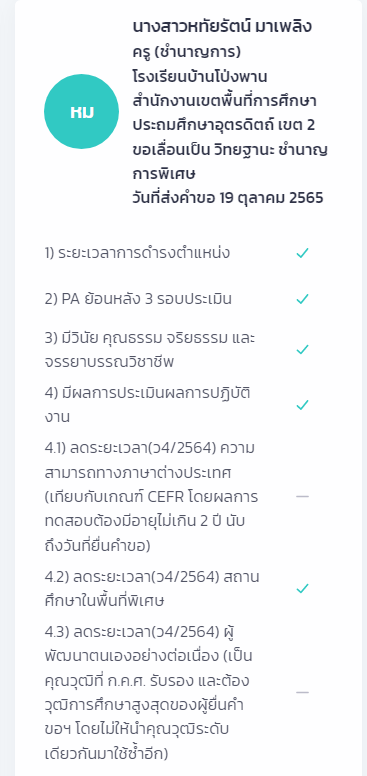 นางสาวหทัยรัตน์ มาเพลิง
ครู (ชำนาญการ)
โรงเรียนบ้านโป่งพาน
สำนักงานเขตพื้นที่การศึกษา
ประถมศึกษาอุตรดิตถ์ เขต 2
ขอเลื่อนเป็น วิทยฐานะ ชำนาญ
การพิเศษ
วันที่ส่งคำขอ 19 ตุลาคม 2565
หม
1) ระยะเวลาการดำรงตำแหน่ง
2) PA ย้อนหลัง 3 รอบประเมิน
3) มีวินัย คุณธรรม จริยธรรม และ
จรรยาบรรณวิชาชีพ
4) มีผลการประเมินผลการปฏิบัติ
งาน
4.1) ลดระยะเวลา(ว4/2564) ความ
สามารถทางภาษาต่างประเทศ
(เทียบกับเกณฑ์ CEFR โดยผลการ
ทดสอบต้องมีอายุไม่เกิน 2 ปี นับ
ถึงวันที่ยื่นคำขอ)
4.2) ลดระยะเวลา(ว4/2564) สถาน
ศึกษาในพื้นที่พิเศษ
4.3) ลดระยะเวลา(ว4/2564) ผู้
พัฒนาตนเองอย่างต่อเนื่อง (เป็น
คุณวุฒิที่ ก.ค.ศ. รับรอง และต้อง
วุฒิการศึกษาสูงสุดของผู้ยื่นคำ
ขอฯ โดยไม่ให้นำคุณวุฒิระดับ
เดียวกันมาใช้ซ้ำอีก)